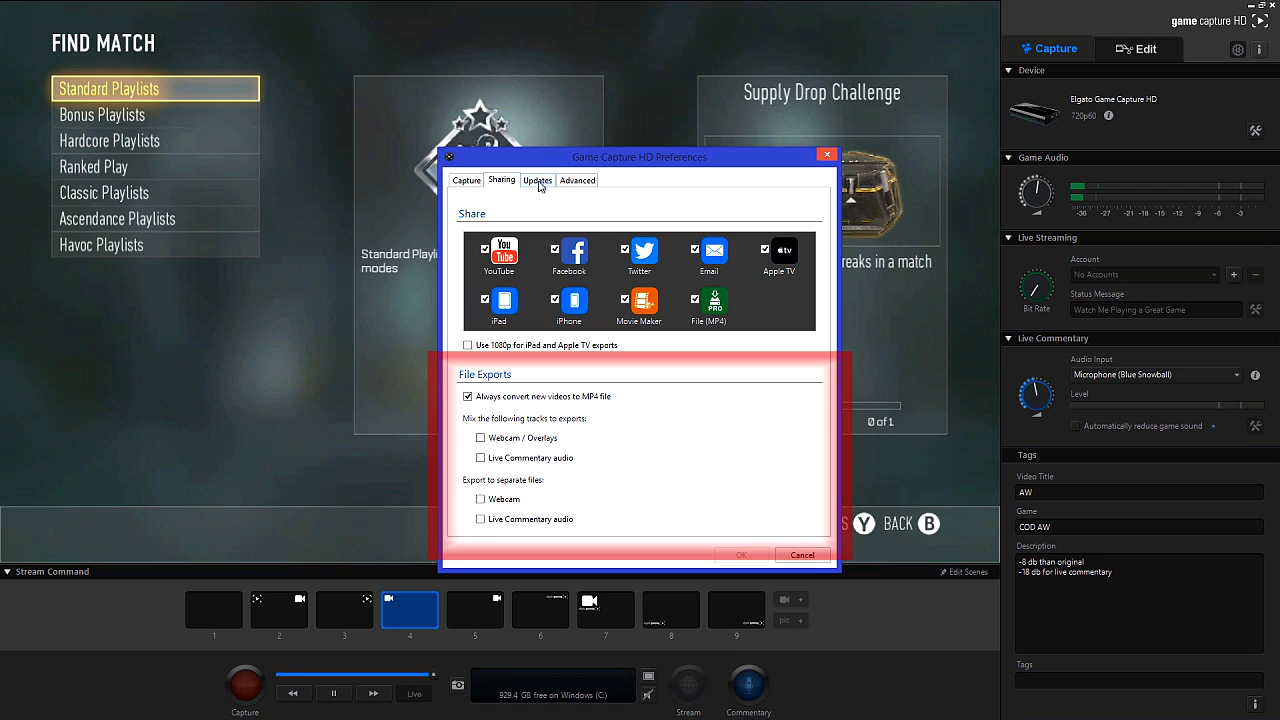 FIND MATCH
Standard Playlists
Bonus Playlists
Hardcore Playlists
Ranked Play
Classic Playlists
Ascendance Playlists
Havoc Playlists
Standard Playli
modes
Supply Drop Challenge
reaks in a match
0 of 1
S Y BACK B
Game Capture HD Preferences
Capture Sharing Updates Advanced
Share
You Tube
YouTube
Facebook
Twitter
Email
tv
Apple TV
iPad
iPhone
Movie Maker
PRO
File (MP4)
Use 1080p for iPad and Apple TV exports
File Exports
Always convert new videos to MP4 file
Mix the following tracks to exports:
Webcam / Overlays
Live Commentary audio
Export to separate files:
Webcam
Live Commentary audio
OK Cancel
game capture HD
Capture Edit
Device
Elgato Game Capture HD
720p60
Game Audio
-36 -27 -21 -18 -15 -12 -9 -6 -3
Live Streaming
Account
No Accounts
Status Message
Watch Me Playing a Great Game
Bit Rate
Live Commentary
Audio Input
Microphone (Blue Snowball)
Level
Automatically reduce game sound
Tags
Video Title
AW
Game
COD AW
Description
-8 db than original
-18 db for live commentary
Tags
Stream Command
Edit Scenes
1 2 3 4 5 6 7 8 9
pic +
Live
929.4 GB free on Windows (C:)
Capture
Stream
Commentary